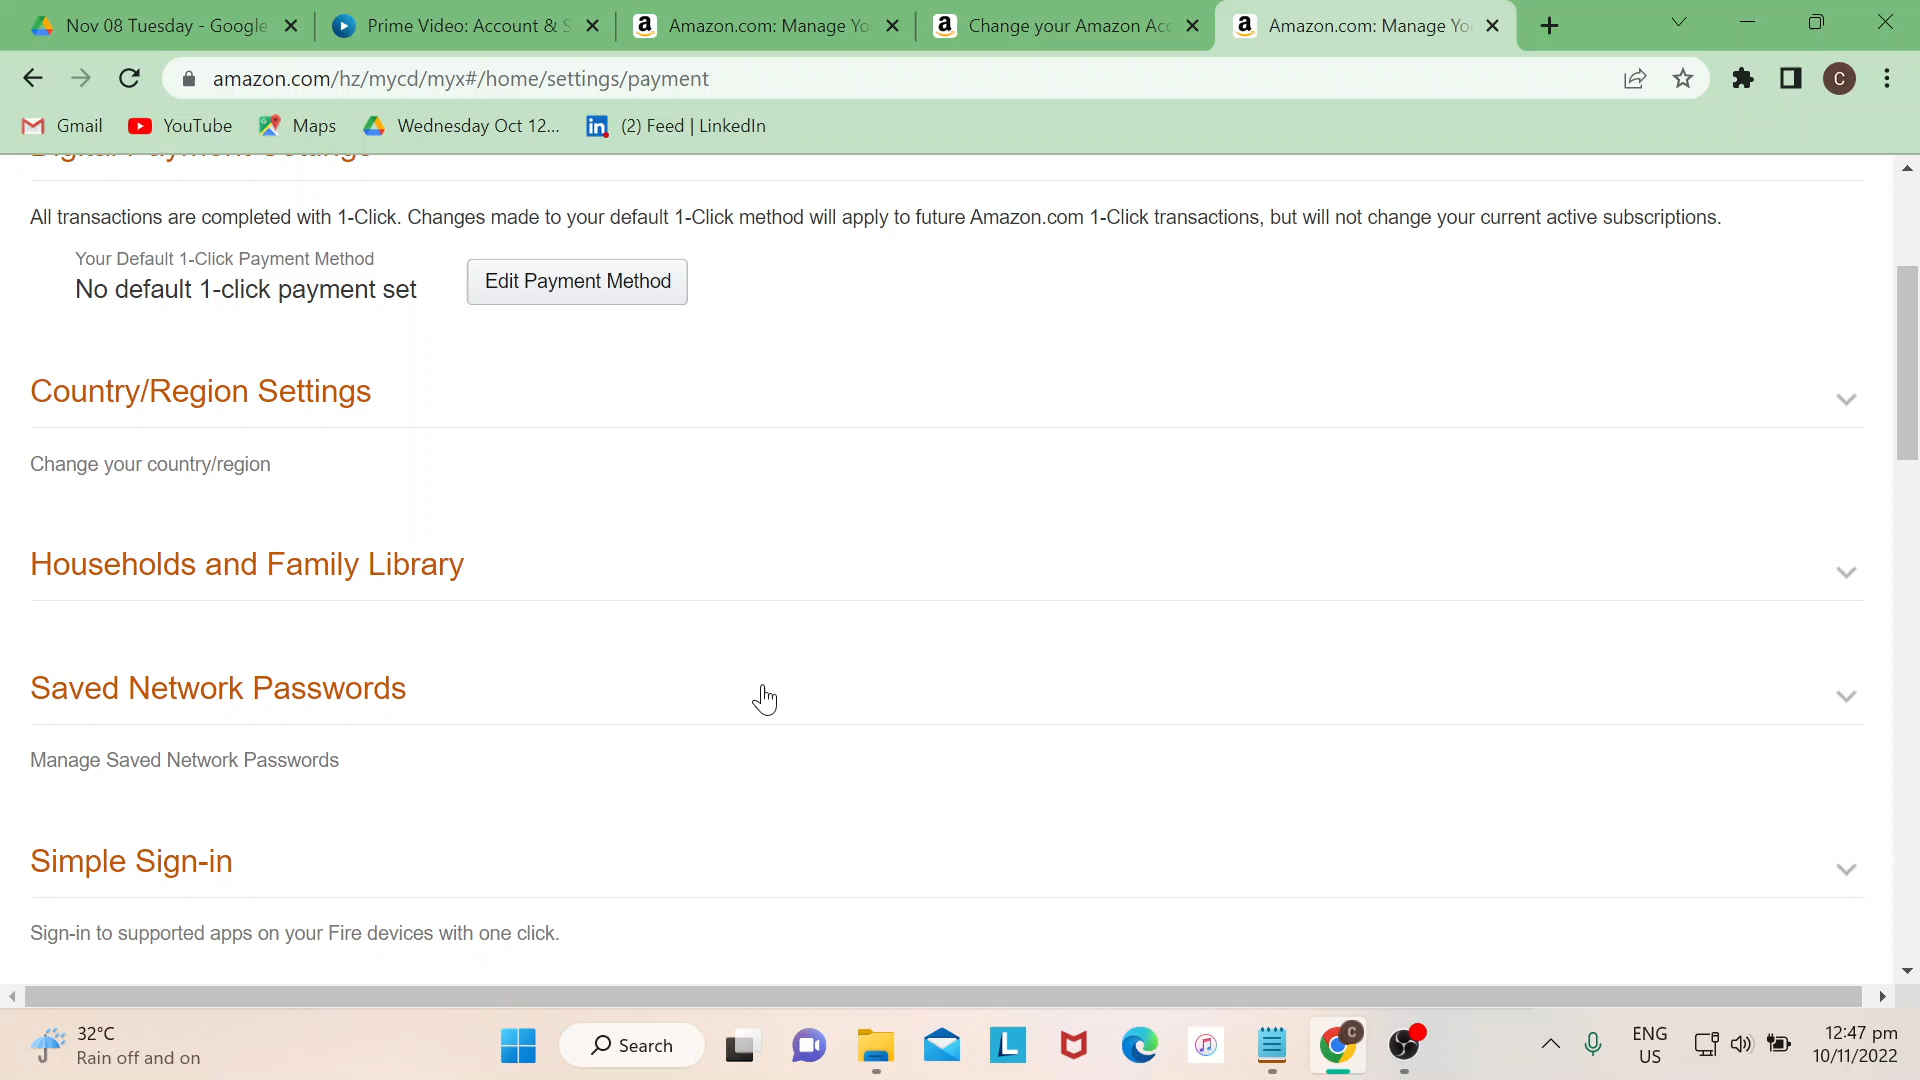 Nov 08 Tuesday - Google
Prime Video: Account & S
Amazon.com: Manage Yo
Change your Amazon Acc
Amazon.com: Manage Yo
amazon.com/hz/mycd/myx#/home/settings/payment
C
Gmail
YouTube
Maps
Wednesday Oct 12...
(2) Feed | LinkedIn
Digital Payment Settings
All transactions are completed with 1-Click. Changes made to your default 1-Click method will apply to future Amazon.com 1-Click transactions, but will not change your current active subscriptions.
Your Default 1-Click Payment Method
No default 1-click payment set
Edit Payment Method
Country/Region Settings
Change your country/region
Households and Family Library
Saved Network Passwords
Manage Saved Network Passwords
Simple Sign-in
Sign-in to supported apps on your Fire devices with one click.
32°C
Rain off and on
Search
L
C
ENG
US
12:47 pm
10/11/2022